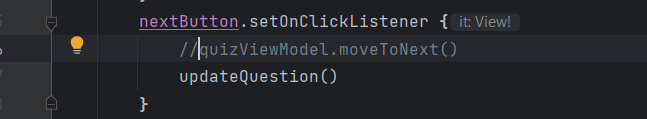 nextButton.setOnClickListener { it: View!
//quizViewModel.moveToNext()
updateQuestion()
}